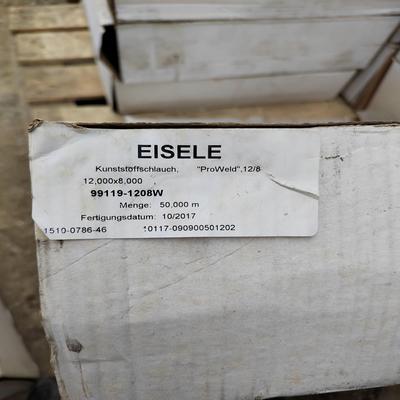 EISELE
Kunststoffschlauch, "ProWeld",12/8
12,000x8,000
99119-1208W
Menge: 50,000 m
Fertigungsdatum: 10/2017
1510-0786-46 10117-090900501202